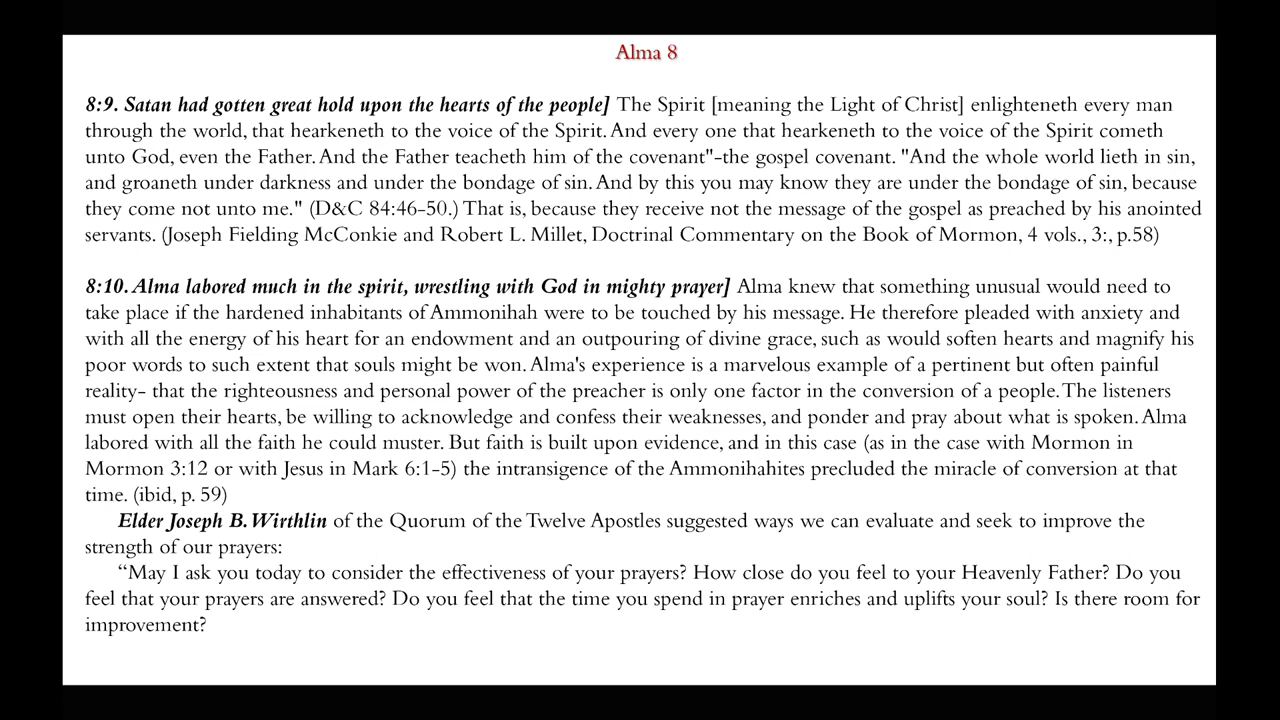 Alma 8
8:9. Satan had gotten great hold upon the hearts of the people] The Spirit [meaning the Light of Christ] enlighteneth every man
through the world, that hearkeneth to the voice of the Spirit. And every one that hearkeneth to the voice of the Spirit cometh
unto God, even the Father. And the Father teacheth him of the covenant"-the gospel covenant. "And the whole world lieth in sin,
and groaneth under darkness and under the bondage of sin. And by this you may know they are under the bondage of sin, because
they come not unto me." (D&C 84:46-50.) That is, because they receive not the message of the gospel as preached by his anointed
servants. (Joseph Fielding McConkie and Robert L. Millet, Doctrinal Commentary on the Book of Mormon, 4 vols., 3:, p.58)
8:10. Alma labored much in the spirit, wrestling with God in mighty prayer] Alma knew that something unusual would need to
take place if the hardened inhabitants of Ammonihah were to be touched by his message. He therefore pleaded with anxiety and
with all the energy of his heart for an endowment and an outpouring of divine grace, such as would soften hearts and magnify his
poor words to such extent that souls might be won. Alma's experience is a marvelous example of a pertinent but often painful
reality- that the righteousness and personal power of the preacher is only one factor in the conversion of a people. The listeners
must open their hearts, be willing to acknowledge and confess their weaknesses, and ponder and pray about what is spoken. Alma
labored with all the faith he could muster. But faith is built upon evidence, and in this case (as in the case with Mormon in
Mormon 3:12 or with Jesus in Mark 6:1-5) the intransigence of the Ammonihahites precluded the miracle of conversion at that
time. (ibid, p. 59)
Elder Joseph B. Wirthlin of the Quorum of the Twelve Apostles suggested ways we can evaluate and seek to improve the
strength of our prayers:
“May I ask you today to consider the effectiveness of your prayers? How close do you feel to your Heavenly Father? Do you
feel that your prayers are answered? Do you feel that the time you spend in prayer enriches and uplifts your soul? Is there room for
improvement?